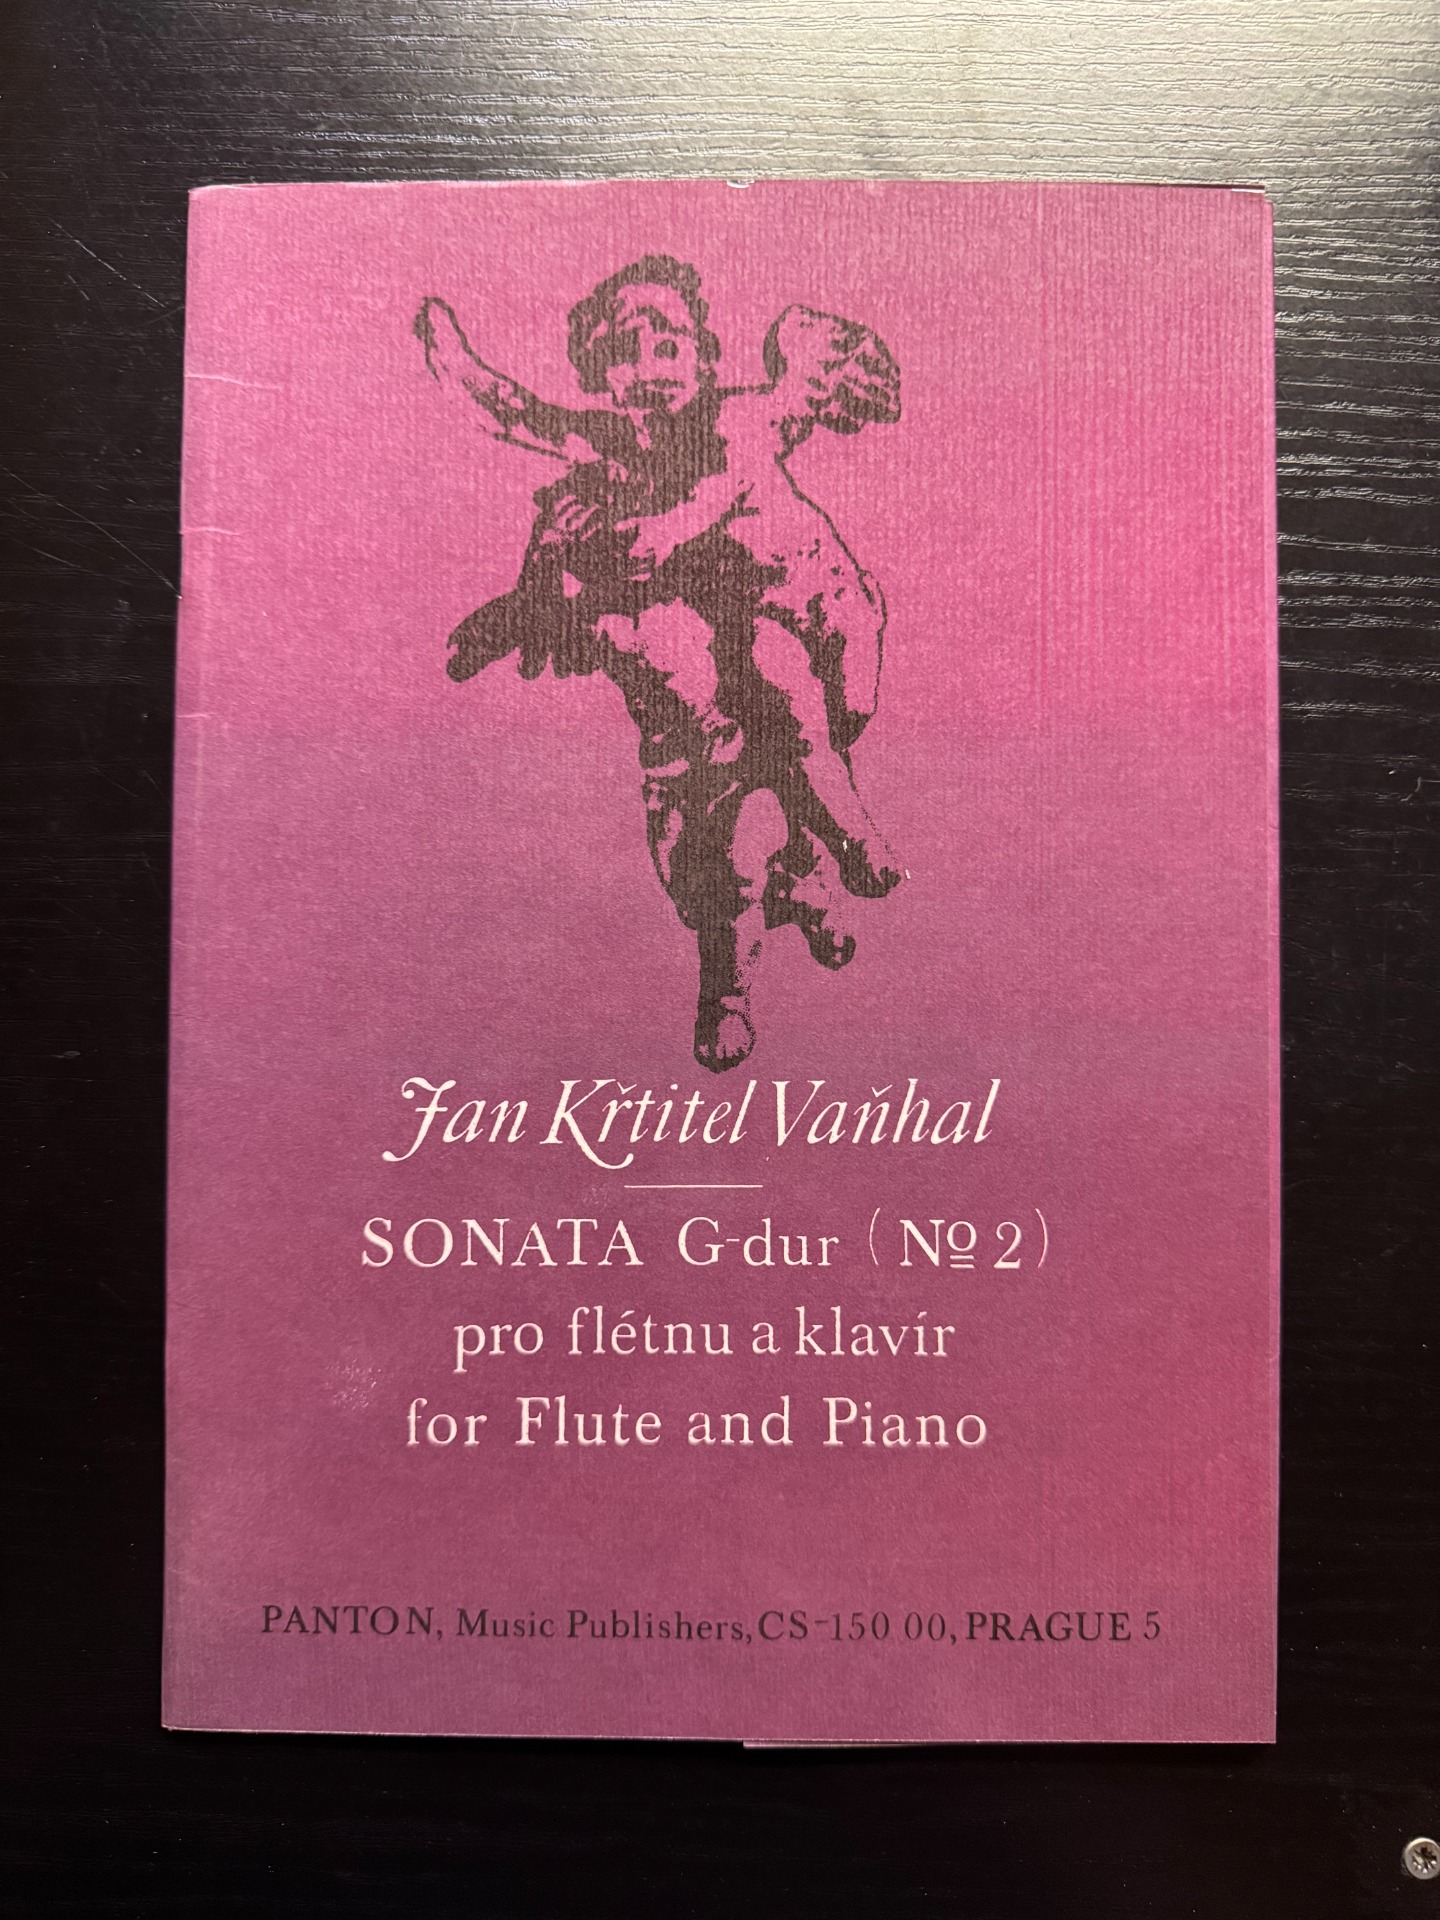 Jan Křtitel Vaňhal
SONATA G-dur (No 2)
pro flétnu a klavír
for Flute and Piano
PANTON, Music Publishers, CS-150 00, PRAGUE 5